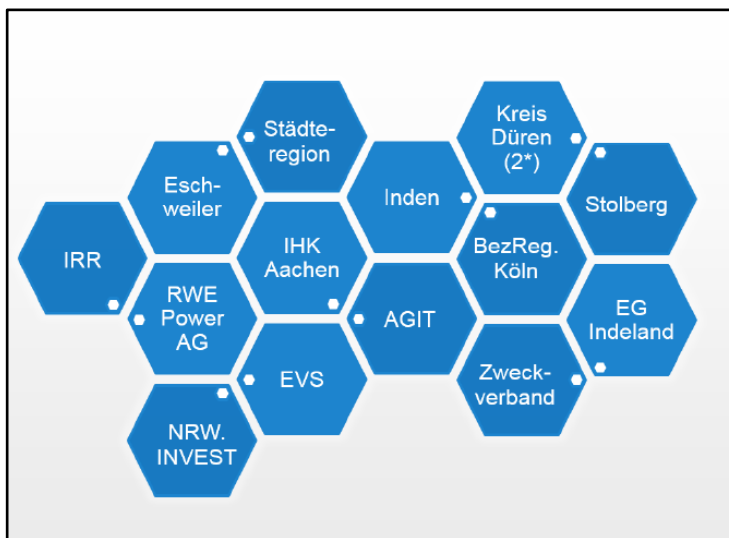 Städte-
region
Kreis
Düren
(2*)
Esch-
weiler
Inden
Stolberg
IRR
IHK
Aachen
BezReg.
Köln
RWE
Power
AG
AGIT
EG
Indeland
EVS
Zweck-
verband
NRW.
INVEST